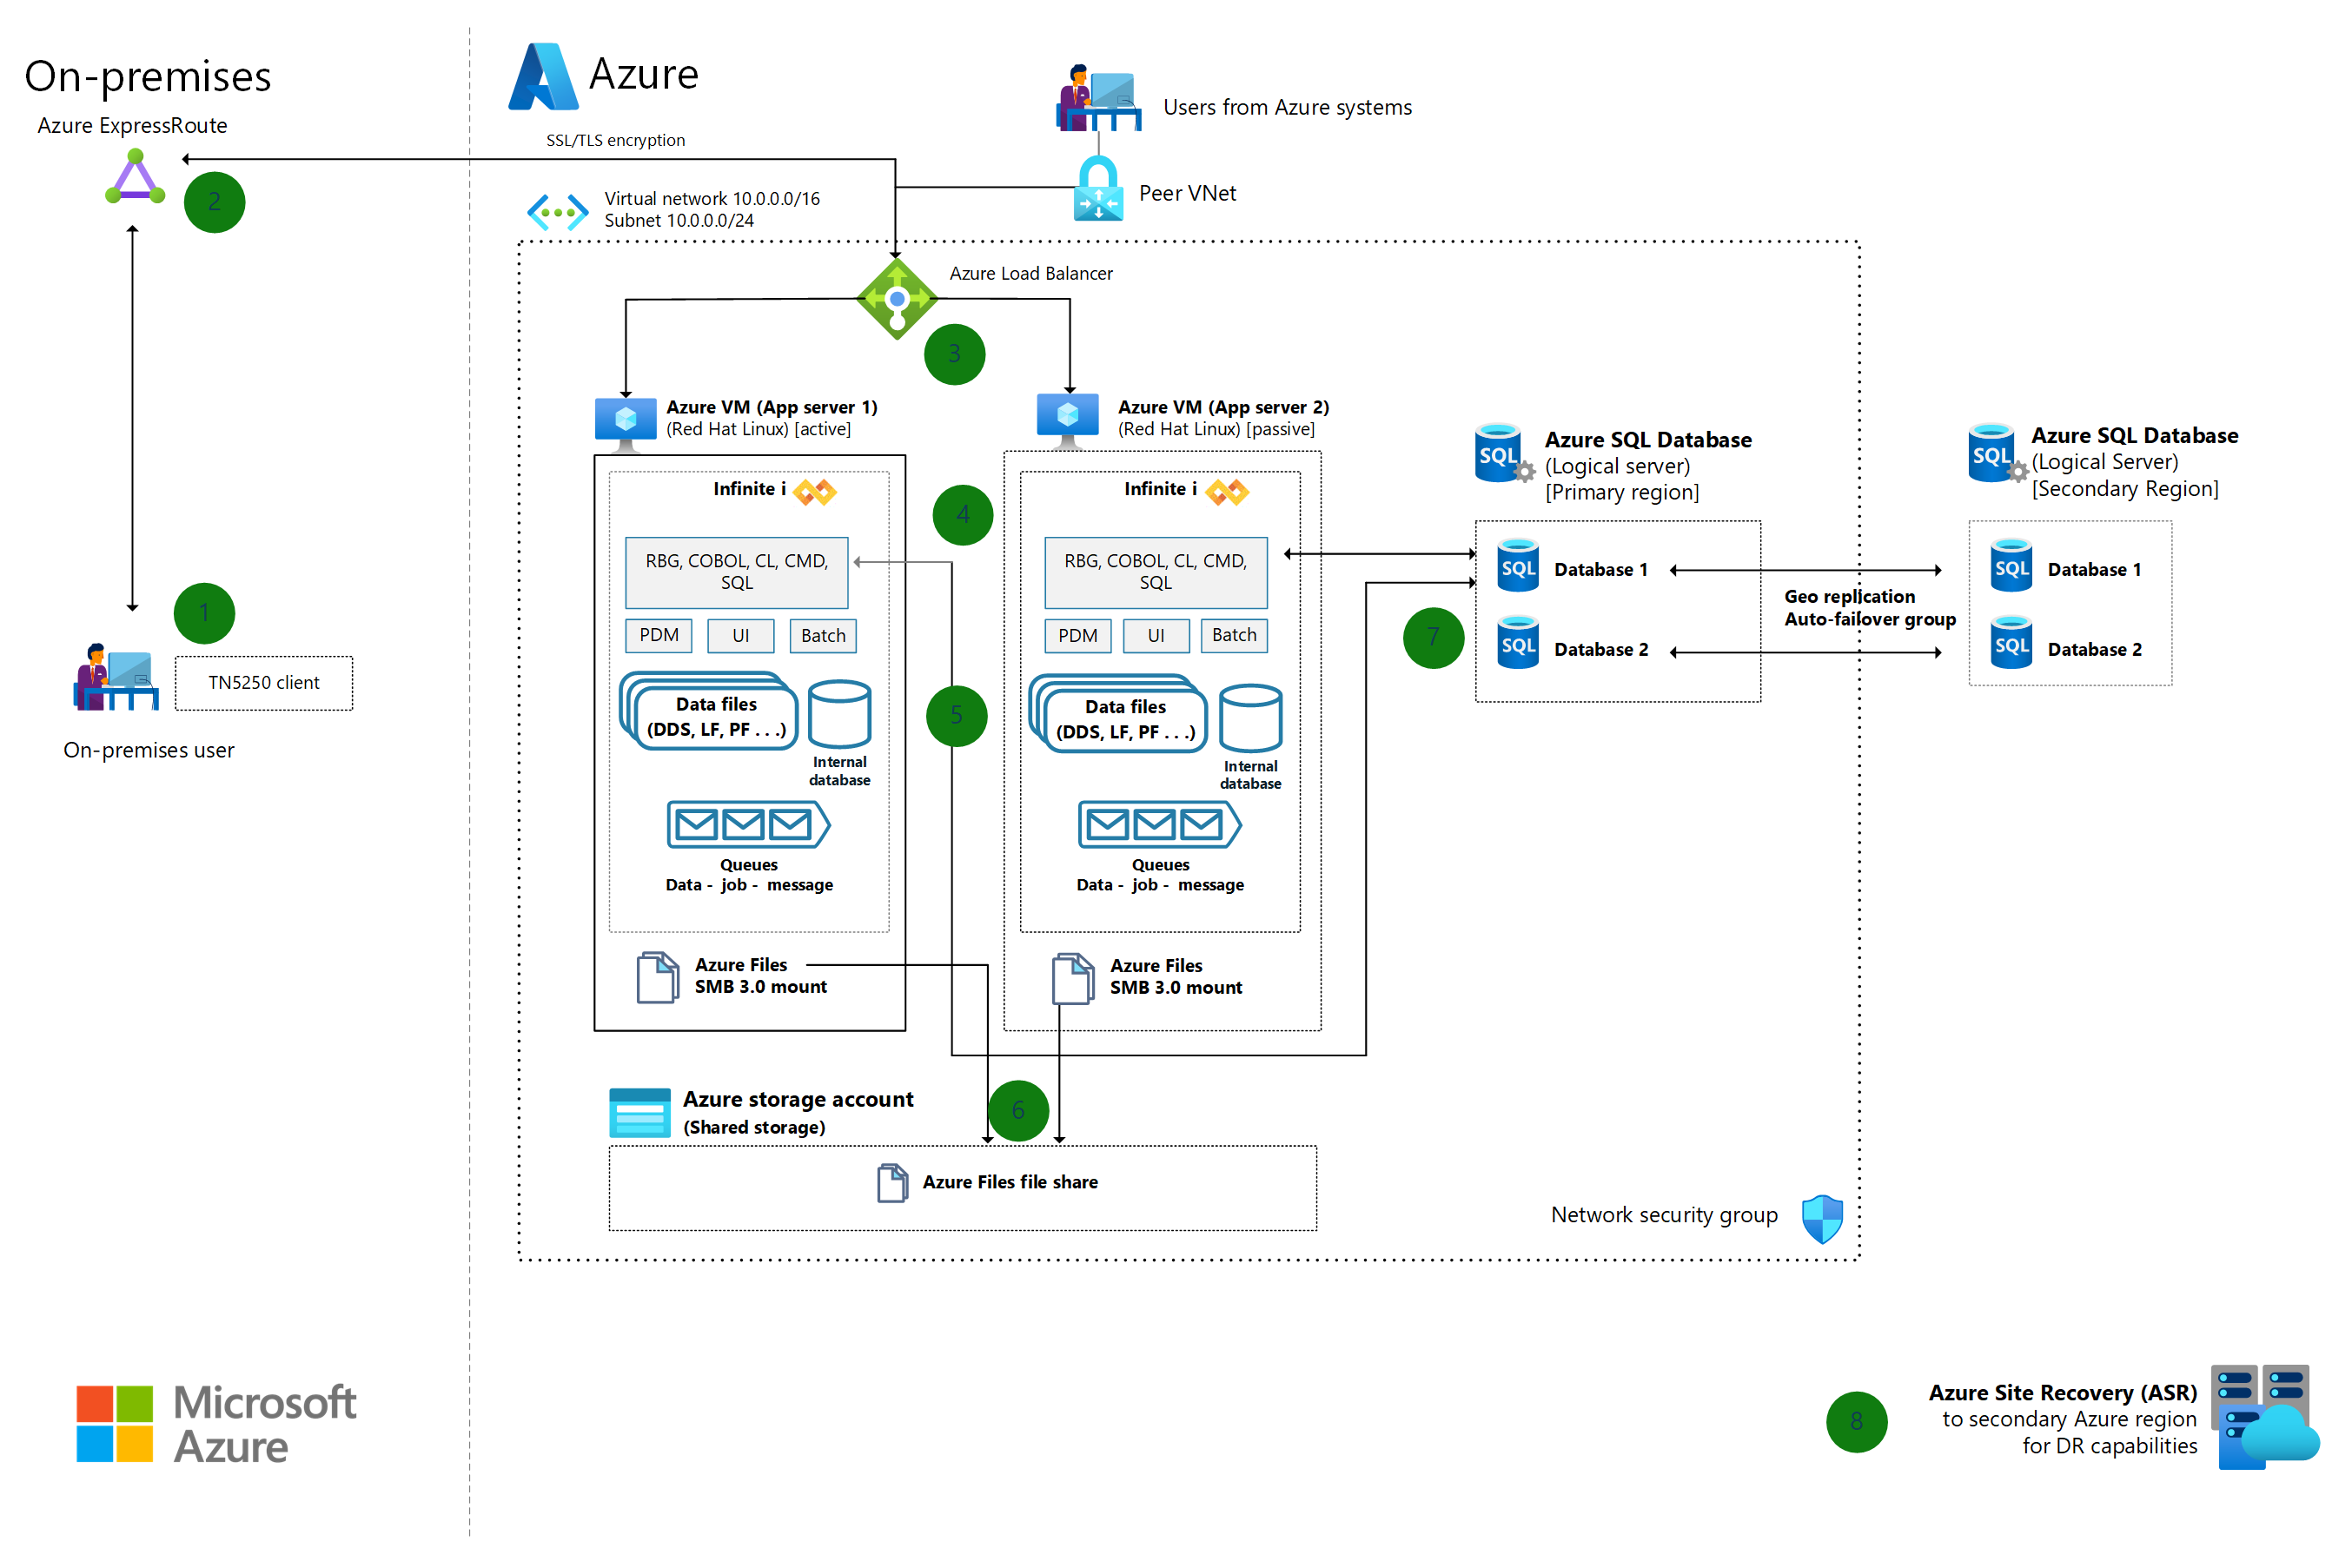 On-premises
Azure ExpressRoute
2
1
TN5250 client
On-premises user
Azure
SSL/TLS encryption
Users from Azure systems
Peer VNet
Virtual network 10.0.0.0/16
Subnet 10.0.0.0/24
Azure Load Balancer
3
Azure VM (App server 1)
(Red Hat Linux) [active]
Infinite i
RBG, COBOL, CL, CMD,
SQL
PDM
UI
Batch
Data files
(DDS, LF, PF . . .)
Internal
database
Queues
Data - job - message
Azure Files
SMB 3.0 mount
4
5
Azure VM (App server 2)
(Red Hat Linux) [passive]
Infinite i
RBG, COBOL, CL, CMD,
SQL
PDM
UI
Batch
Data files
(DDS, LF, PF . . .)
Internal
database
Queues
Data - job - message
Azure Files
SMB 3.0 mount
6
Azure storage account
(Shared storage)
Azure Files file share
7
Azure SQL Database
(Logical server)
[Primary region]
SQL
SQL
Database 1
SQL
Database 2
Geo replication
Auto-failover group
Azure SQL Database
(Logical Server)
[Secondary Region]
SQL
SQL
Database 1
SQL
Database 2
Network security group
Microsoft
Azure
8
Azure Site Recovery (ASR)
to secondary Azure region
for DR capabilities